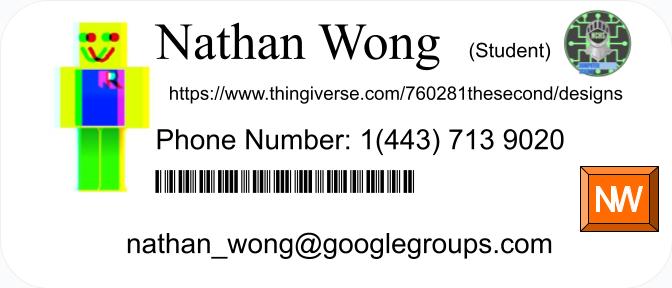 Nathan Wong (Student)
https://www.thingiverse.com/760281thesecond/designs
Phone Number: 1(443) 713 9020
NW
nathan_wong@googlegroups.com